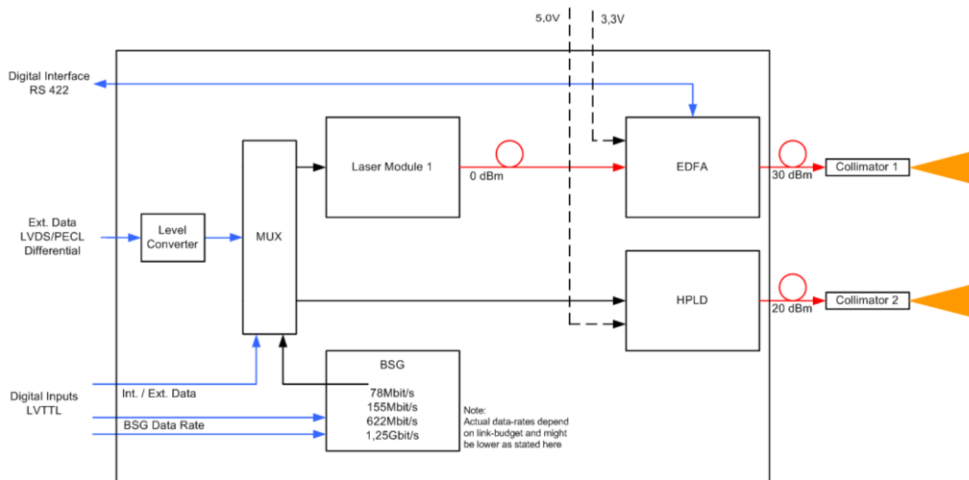 5,0V
3,3V
Digital Interface
RS 422
Laser Module 1
0 dBm
EDFA
30 dBm
Collimator 1
Ext. Data
LVDS/PECL
Differential
Level
Converter
MUX
HPLD
20 dBm
Collimator 2
Digital Inputs
LVTTL
Int. / Ext. Data
BSG Data Rate
BSG
78Mbit/s
155Mbit/s
622Mbit/s
1,25Gbit/s
Note:
Actual data-rates depend
on link-budget and might
be lower as stated here